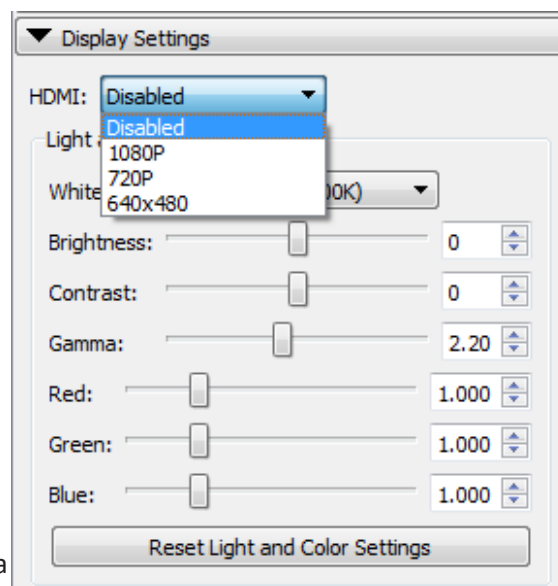 Display Settings
HDMI: Disabled
Disabled
Light
1080P
720P
White 00K)
640x480
Brightness: 0
Contrast: 0
Gamma: 2.20
Red: 1.000
Green: 1.000
Blue: 1.000
Reset Light and Color Settings
a